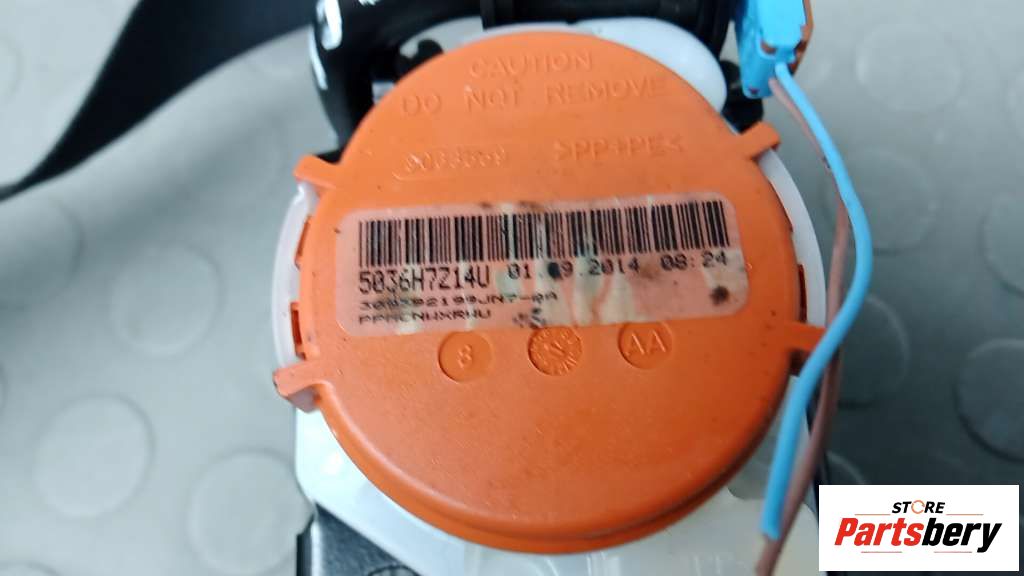 CAUTION
DO NOT REMOVE
>PP+PE<
5036H7Z14U 01.09.2014 08:24
8
AA
STORE
Partsbery